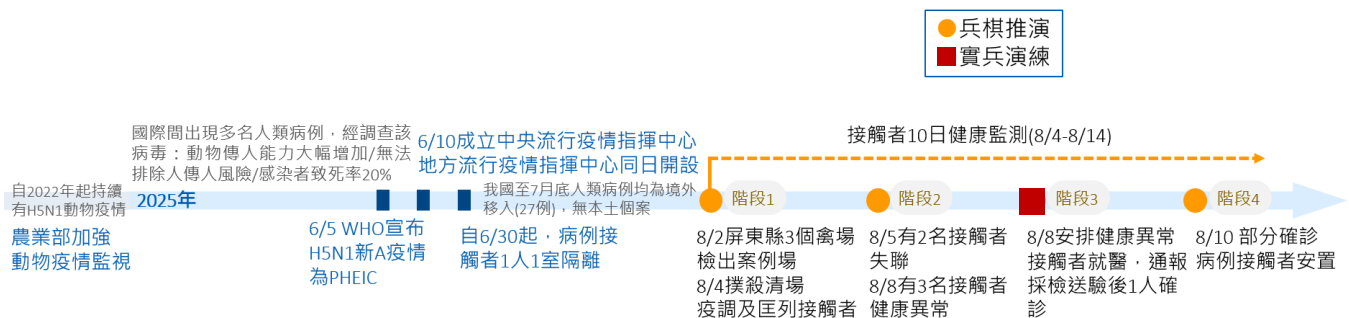 兵棋推演
實兵演練
國際間出現多名人類病例，經調查該
病毒：動物傳人能力大幅增加/無法
排除人傳人風險/感染者致死率20%
6/10成立中央流行疫情指揮中心
地方流行疫情指揮中心同日開設
接觸者10日健康監測(8/4-8/14)
自2022年起持續
有H5N1動物疫情
2025年
我國至7月底人類病例均為境外
移入(27例)，無本土個案
階段1
階段2
階段3
階段4
農業部加強
動物疫情監視
6/5 WHO宣布
H5N1新A疫情
為PHEIC
自6/30起，病例接
觸者1人1室隔離
8/2屏東縣3個禽場
檢出案例場
8/4撲殺清場
疫調及匡列接觸者
8/5有2名接觸者
失聯
8/8有3名接觸者
健康異常
8/8安排健康異常
接觸者就醫，通報
採檢送驗後1人確
診
8/10 部分確診
病例接觸者安置